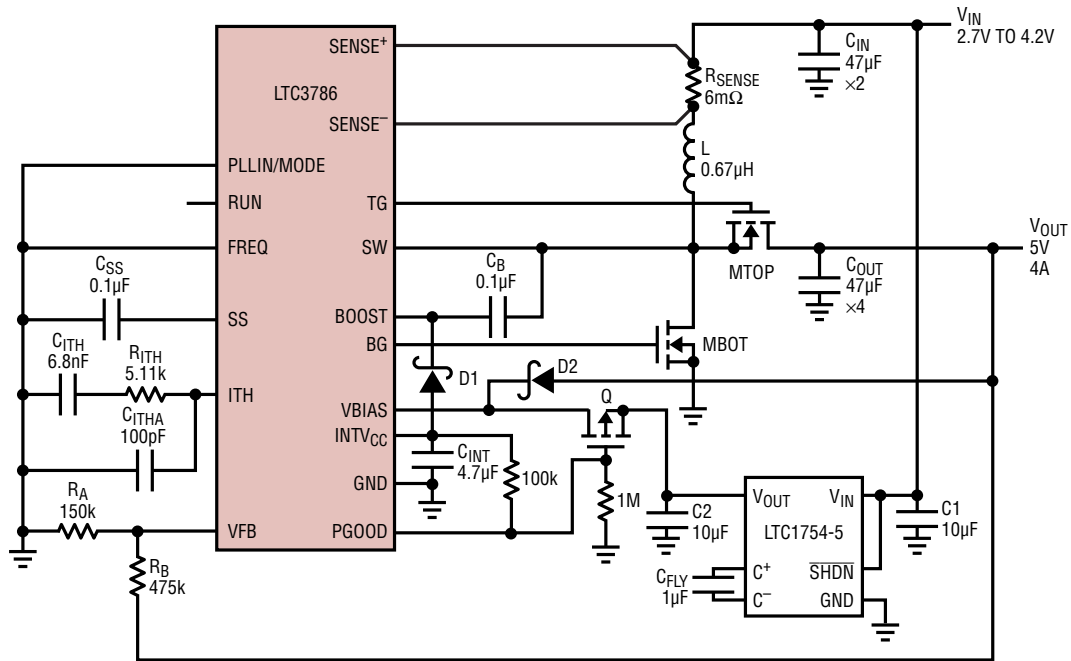 SENSE+
LTC3786
SENSE–
PLLIN/MODE
RUN
FREQ
SS
ITH
VFB
TG
SW
BOOST
BG
VBIAS
INTVCC
GND
PGOOD
VIN
2.7V TO 4.2V
CIN
47µF
×2
RSENSE
6mΩ
L
0.67µH
MTOP
VOUT
5V
4A
COUT
47µF
×4
CSS
0.1µF
CB
0.1µF
MBOT
CITH
6.8nF
RITH
5.11k
CITHA
100pF
D1
D2
Q
CINT
4.7µF
100k
1M
RA
150k
RB
475k
C2
10µF
VOUT
VIN
LTC1754-5
C+
SHDN
C–
GND
CFLY
1µF
C1
10µF